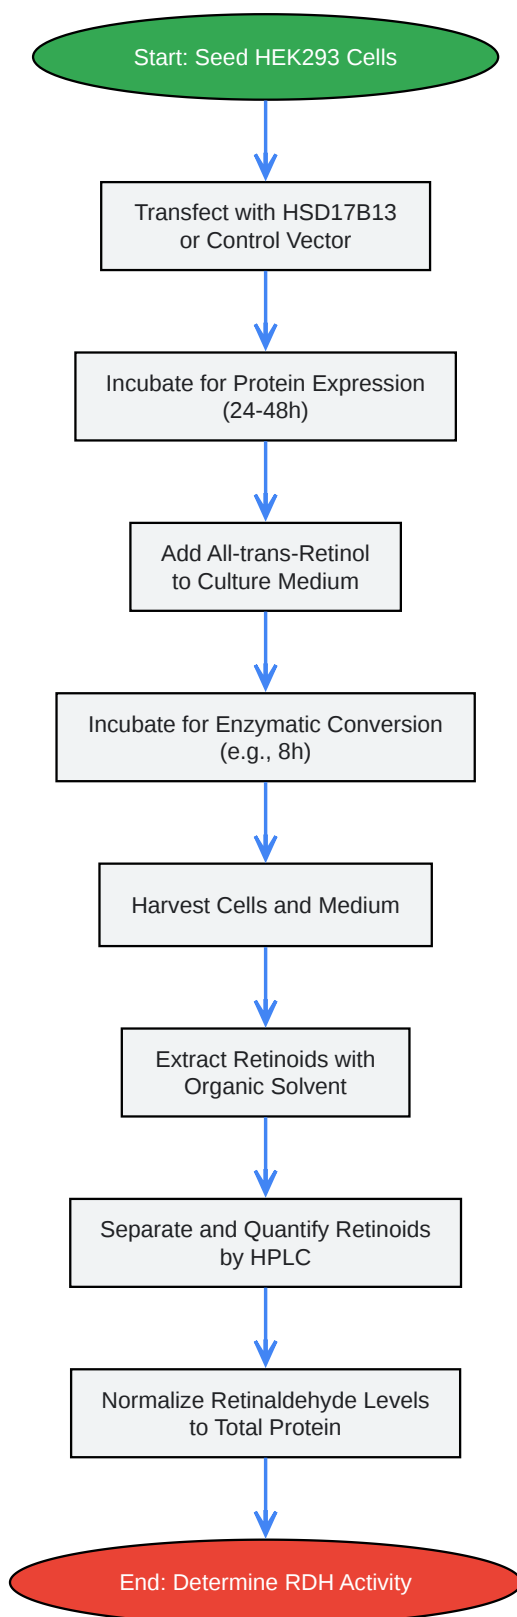 Start: Seed HEK293 Cells
Transfect with HSD17B13
or Control Vector
Incubate for Protein Expression
(24-48h)
Add All-trans-Retinol
to Culture Medium
Incubate for Enzymatic Conversion
(e.g., 8h)
Harvest Cells and Medium
Extract Retinoids with
Organic Solvent
Separate and Quantify Retinoids
by HPLC
Normalize Retinaldehyde Levels
to Total Protein
End: Determine RDH Activity